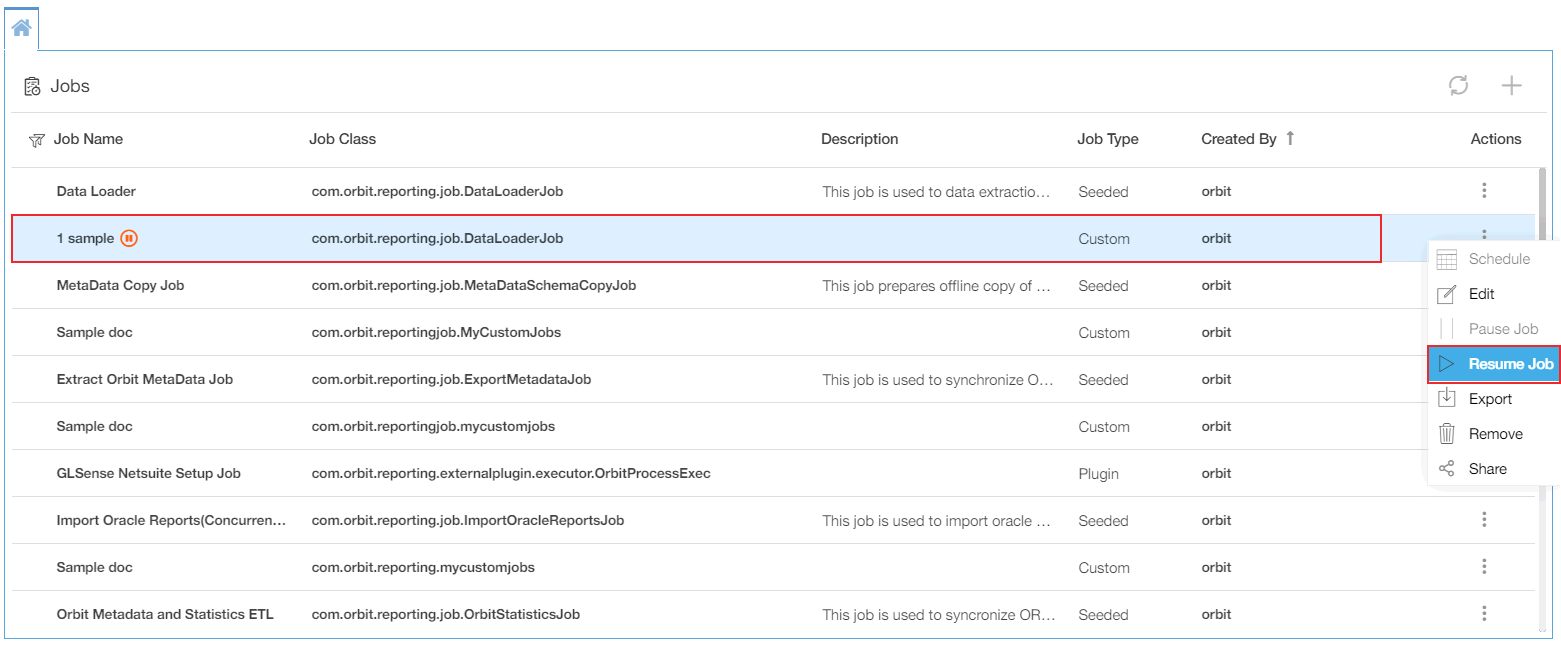 Jobs
Job Name Job Class Description Job Type Created By Actions
Data Loader com.orbit.reporting.job.DataLoaderJob This job is used to data extractio... Seeded orbit
1 sample com.orbit.reporting.job.DataLoaderJob Custom orbit
Schedule
MetaData Copy Job com.orbit.reporting.job.MetaDataSchemaCopyJob This job prepares offline copy of ... Seeded orbit
Edit
Sample doc com.orbit.reportingjob.MyCustomJobs Custom orbit
Pause Job
Resume Job
Extract Orbit MetaData Job com.orbit.reporting.job.ExportMetadataJob This job is used to synchronize O... Seeded orbit
Export
Sample doc com.orbit.reportingjob.mycustomjobs Custom orbit
Remove
GLSense Netsuite Setup Job com.orbit.reporting.externalplugin.executor.OrbitProcessExec Plugin orbit
Share
Import Oracle Reports(Concurren... com.orbit.reporting.job.ImportOracleReportsJob This job is used to import oracle ... Seeded orbit
Sample doc com.orbit.reporting.mycustomjobs Custom orbit
Orbit Metadata and Statistics ETL com.orbit.reporting.job.OrbitStatisticsJob This job is used to syncronize OR... Seeded orbit